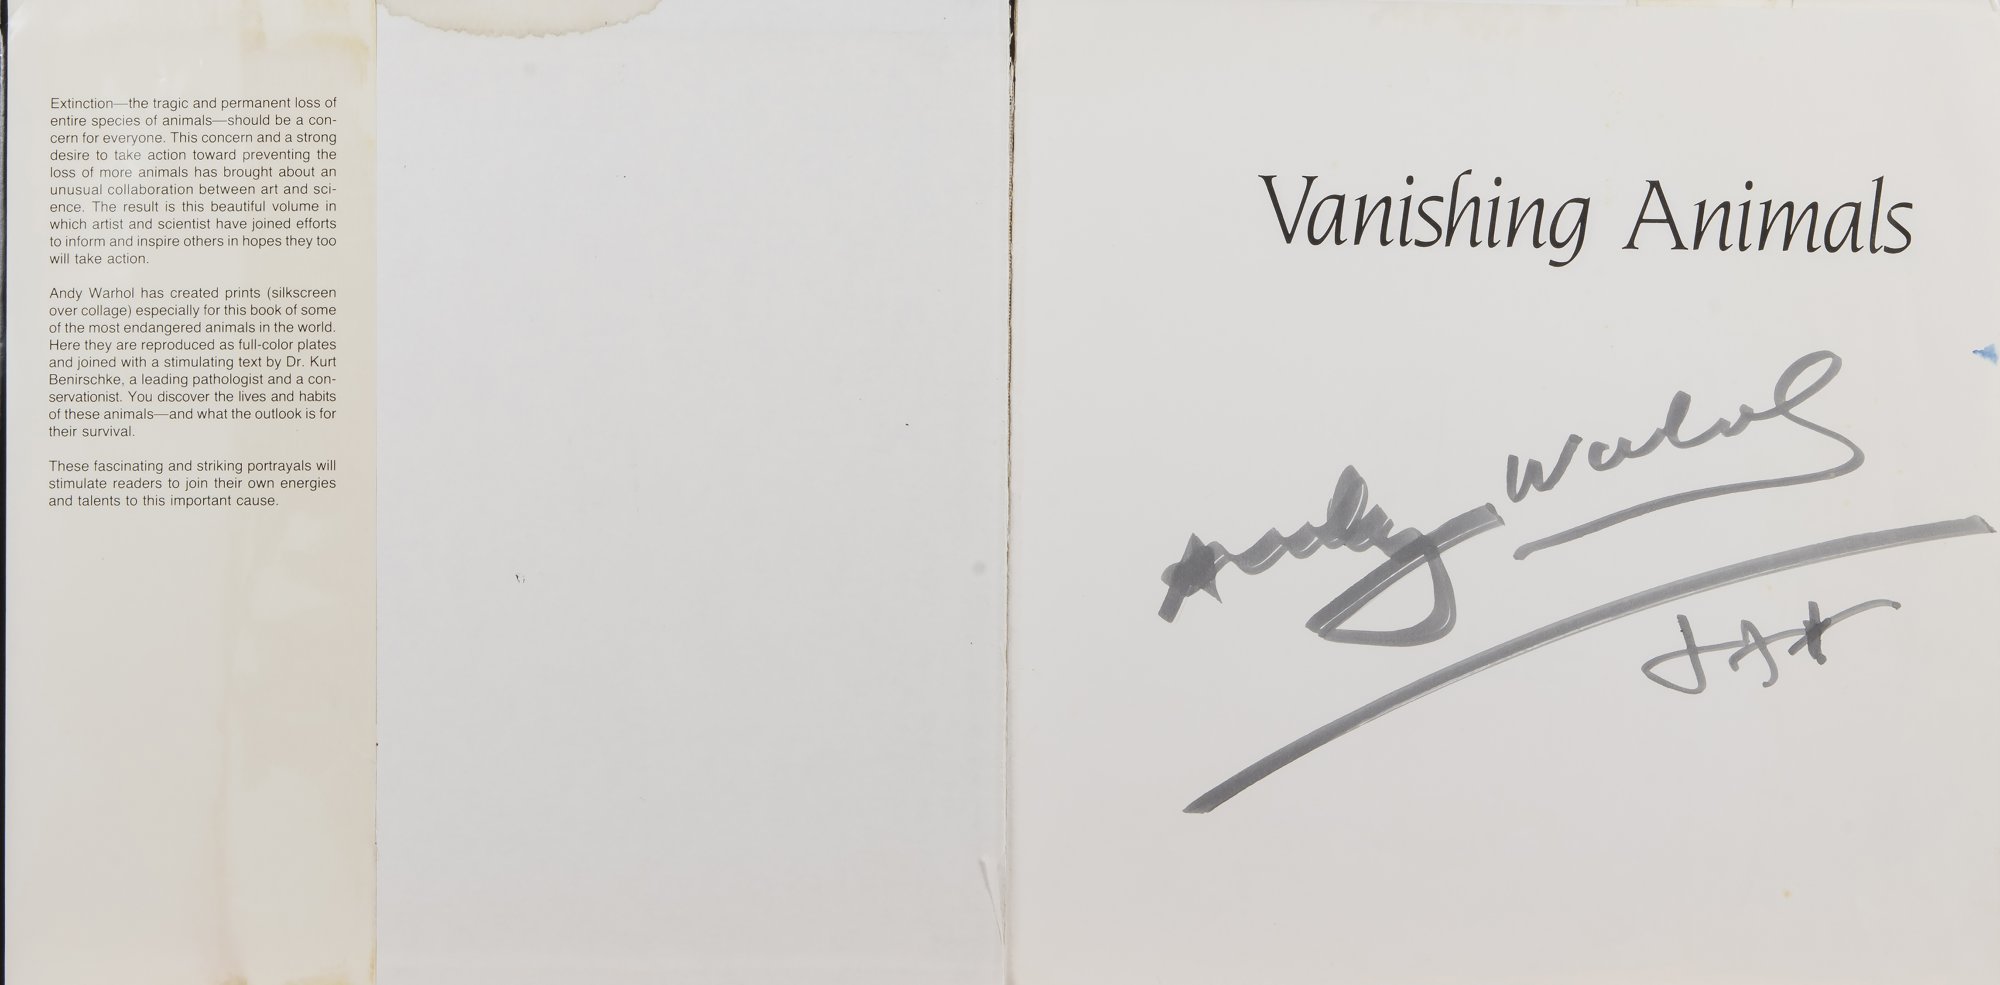 Extinction—the tragic and permanent loss of
entire species of animals—should be a con-
cern for everyone. This concern and a strong
desire to take action toward preventing the
loss of more animals has brought about an
unusual collaboration between art and sci-
ence. The result is this beautiful volume in
which artist and scientist have joined efforts
to inform and inspire others in hopes they too
will take action.
Andy Warhol has created prints (silkscreen
over collage) especially for this book of some
of the most endangered animals in the world.
Here they are reproduced as full-color plates
and joined with a stimulating text by Dr. Kurt
Benirschke, a leading pathologist and a con-
servationist. You discover the lives and habits
of these animals—and what the outlook is for
their survival.
These fascinating and striking portrayals will
stimulate readers to join their own energies
and talents to this important cause.
Vanishing Animals
Andy Warhol